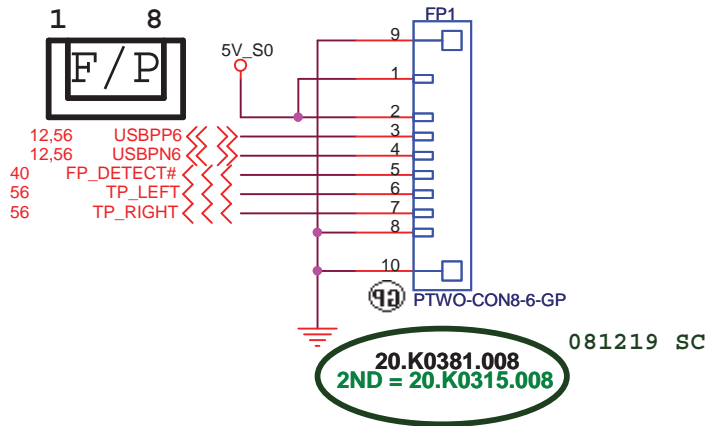 1 8
F/P
FP1
5V_S0
9
1
2
12,56 USBPP6 3
12,56 USBPN6 4
40 FP_DETECT# 5
56 TP_LEFT 6
56 TP_RIGHT 7
8
10
GP PTWO-CON8-6-GP
20.K0381.008
2ND = 20.K0315.008
081219 SC